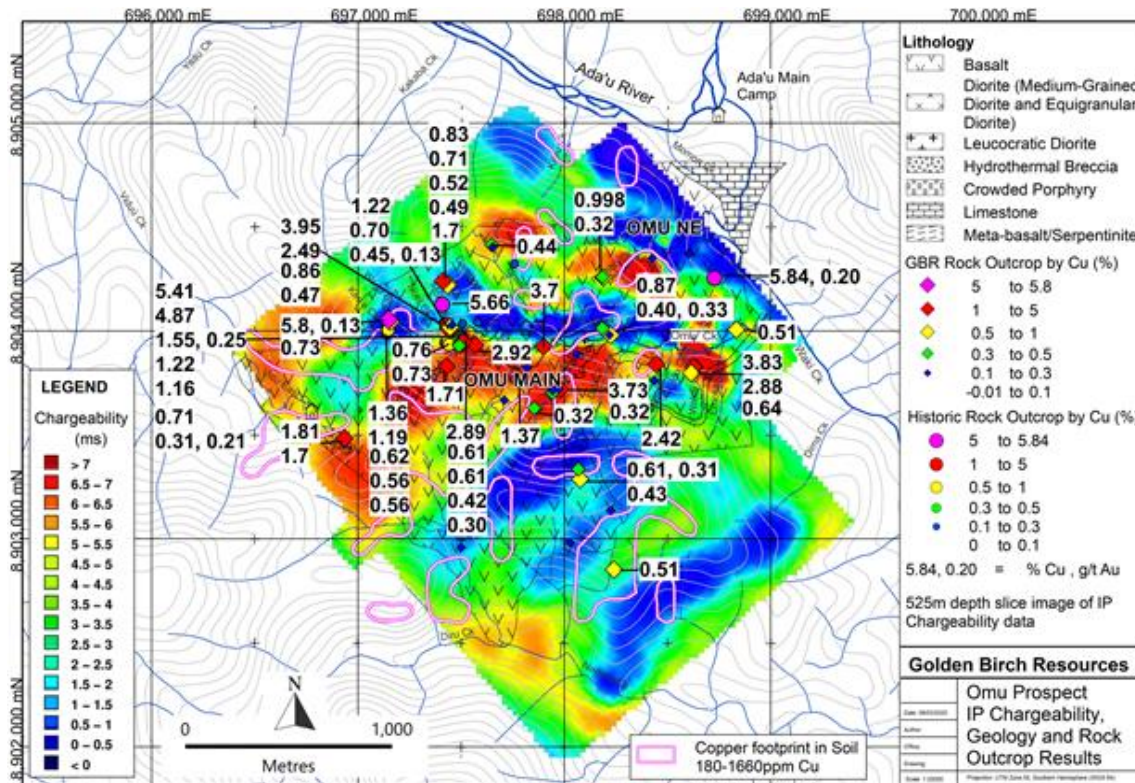 696.000 mE
697.000 mE
698.000 mE
699.000 mE
700.000 mE
8.905.000 mN
8.904.000 mN
8.903.000 mN
8.902.000 mN
Ada'u River
Ada'u Main
Camp
Kakaba Ck
Omu Ck
Waki Ck
Dizu Ck
0.83
0.71
0.52
0.49
1.7
1.22
0.70
0.45, 0.13
3.95
2.49
0.86
0.47
5.8, 0.13
0.73
5.41
4.87
1.55, 0.25
1.22
1.16
0.71
0.31, 0.21
0.998
0.32
OMU NE
0.44
5.84, 0.20
0.87
0.40, 0.33
3.7
5.66
0.51
0.76
0.73
2.92
OMU MAIN
1.71
3.83
2.88
0.64
3.73
0.32
0.32
1.37
2.42
1.36
1.19
0.62
0.56
0.56
2.89
0.61
0.61
0.42
0.30
1.81
1.7
0.61, 0.31
0.43
0.51
LEGEND
Chargeability
(ms)
> 7
6.5 – 7
6 – 6.5
5.5 – 6
5 – 5.5
4.5 – 5
4 – 4.5
3.5 – 4
3 – 3.5
2.5 – 3
2 – 2.5
1.5 – 2
1 – 1.5
0.5 – 1
0 – 0.5
< 0
N
0
1,000
Metres
Copper footprint in Soil
180-1660ppm Cu
Lithology
Basalt
Diorite (Medium-Grained
Diorite and Equigranular
Diorite)
Leucocratic Diorite
Hydrothermal Breccia
Crowded Porphyry
Limestone
Meta-basalt/Serpentinite
GBR Rock Outcrop by Cu (%)
5 to 5.8
1 to 5
0.5 to 1
0.3 to 0.5
0.1 to 0.3
-0.01 to 0.1
Historic Rock Outcrop by Cu (%
5 to 5.84
1 to 5
0.5 to 1
0.3 to 0.5
0.1 to 0.3
0 to 0.1
5.84, 0.20 = % Cu , g/t Au
525m depth slice image of IP
Chargeability data
Golden Birch Resources
Omu Prospect
IP Chargeability,
Geology and Rock
Outcrop Results